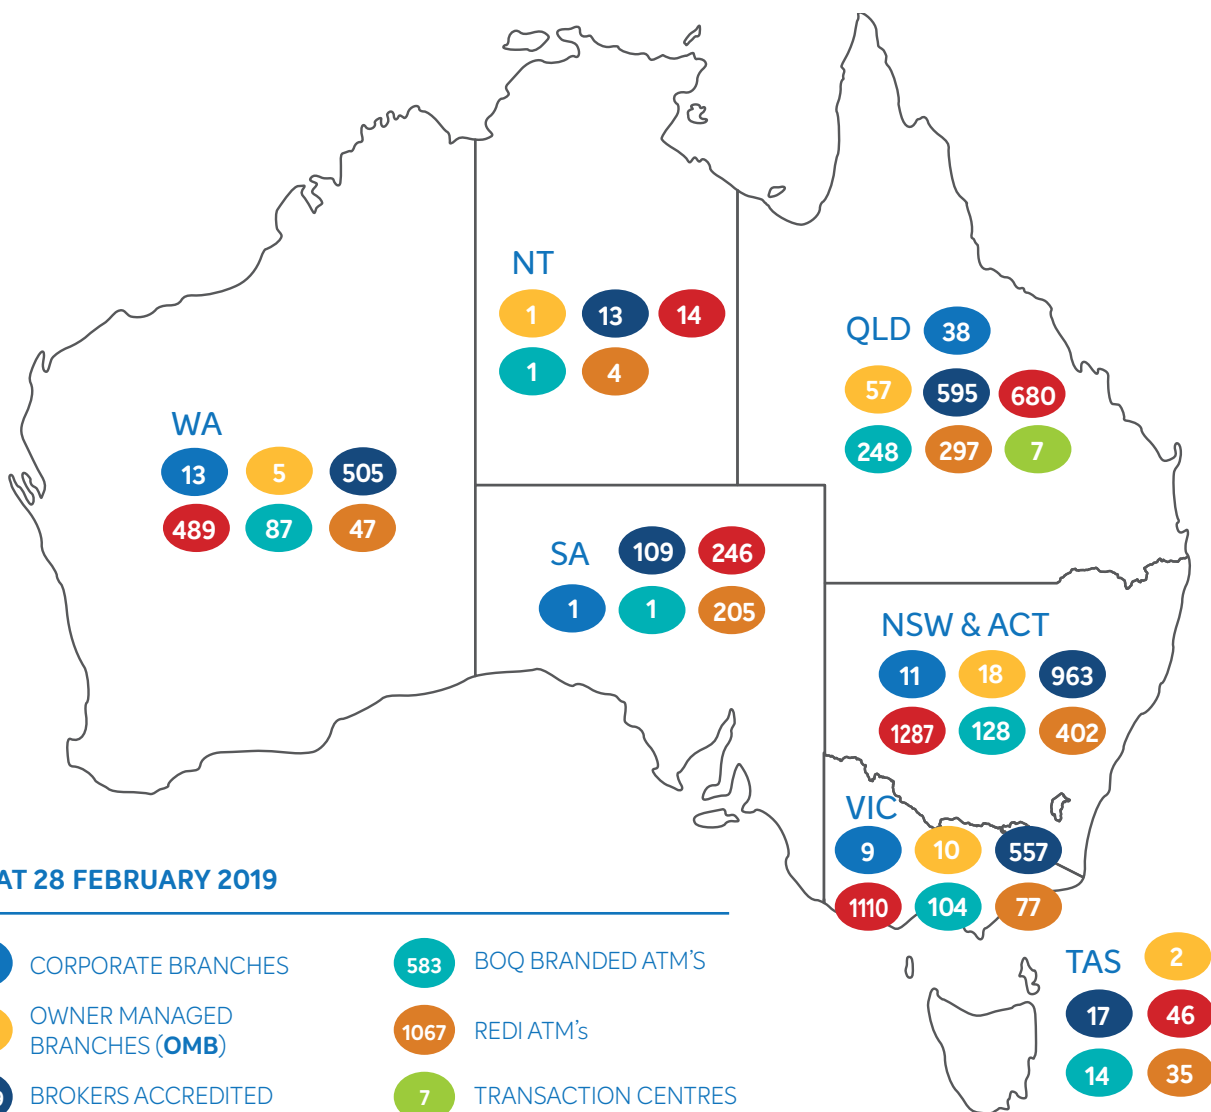 NT
1 13 14
1 4
QLD 38
57 595 680
248 297 7
WA
13 5 505
489 87 47
SA 109 246
1 1 205
NSW & ACT
11 18 963
1287 128 402
VIC
9 10 557
1110 104 77
TAS 2
17 46
14 35
AT 28 FEBRUARY 2019
CORPORATE BRANCHES
OWNER MANAGED
BRANCHES (OMB)
BROKERS ACCREDITED
583 BOQ BRANDED ATM'S
1067 REDI ATM's
7 TRANSACTION CENTRES